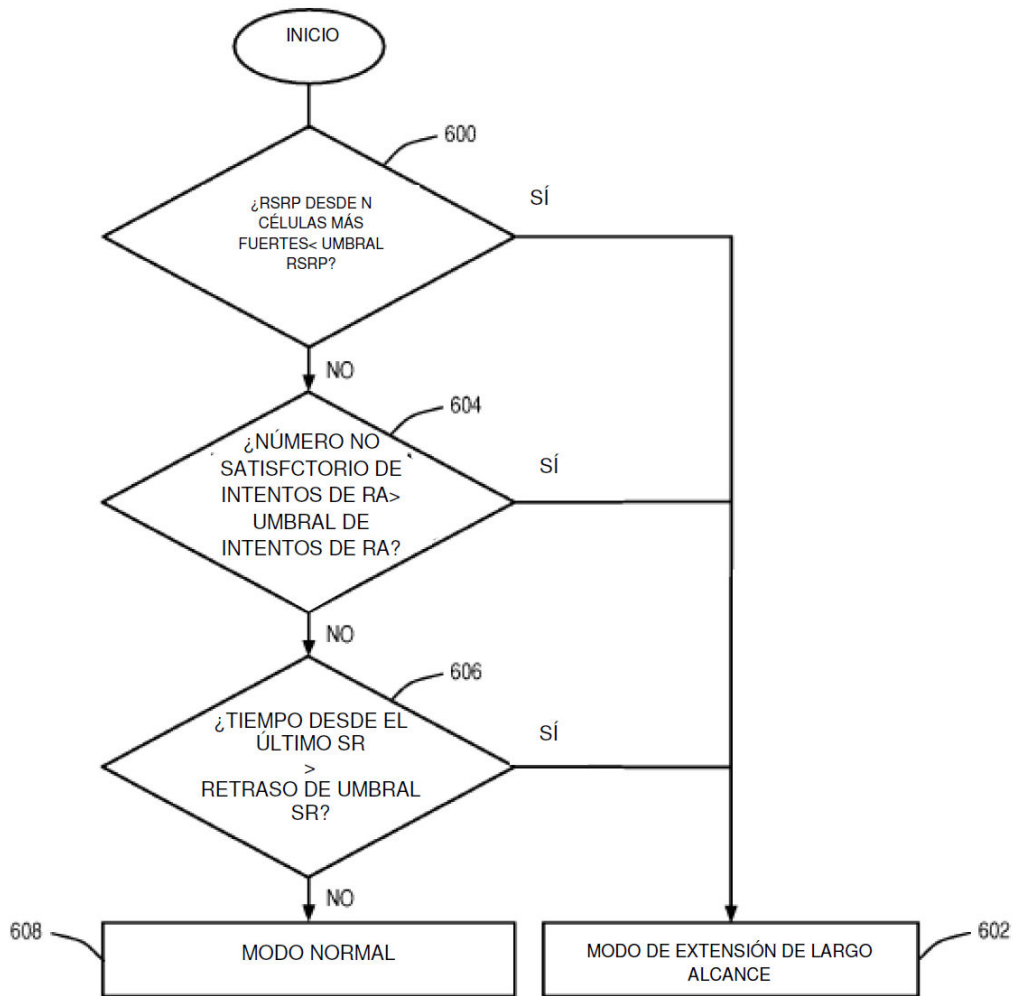 INICIO
600
¿RSRP DESDE N
CÉLULAS MÁS
FUERTES< UMBRAL
RSRP?
SÍ
NO
604
¿NÚMERO NO
SATISFCTORIO DE
INTENTOS DE RA>
UMBRAL DE
INTENTOS DE RA?
SÍ
NO
606
¿TIEMPO DESDE EL
ÚLTIMO SR
>
RETRASO DE UMBRAL
SR?
SÍ
NO
608
MODO NORMAL
MODO DE EXTENSIÓN DE LARGO
ALCANCE
602